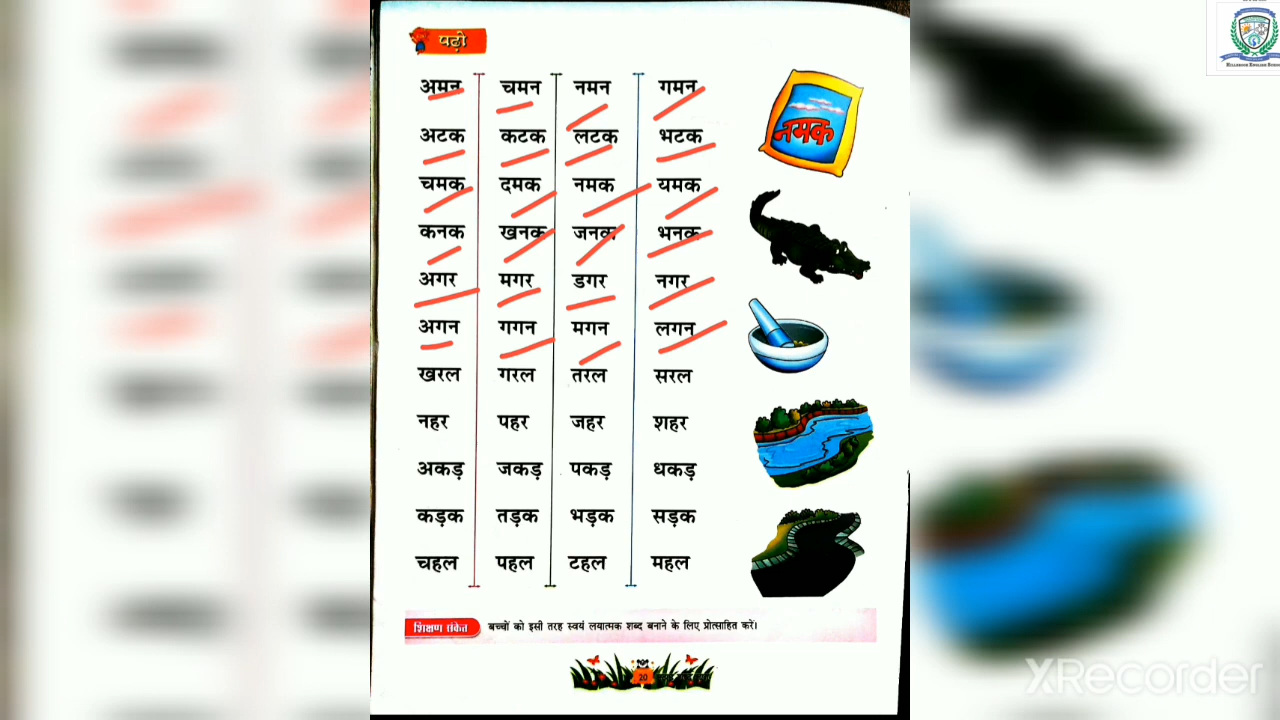 पढ़ो
अमन चमन नमन गमन
अटक कटक लटक भटक
चमक दमक नमक यमक
कनक खनक जनक भनक
अगर मगर डगर नगर
अगन गगन मगन लगन
खरल गरल तरल सरल
नहर पहर जहर शहर
अकड़ जकड़ पकड़ धकड़
कड़क तड़क भड़क सड़क
चहल पहल टहल महल
नमक
शिक्षण संकेत बच्चों को इसी तरह स्वयं लयात्मक शब्द बनाने के लिए प्रोत्साहित करें।
20
HILLSROCK ENGLISH SCHOOL
XRecorder